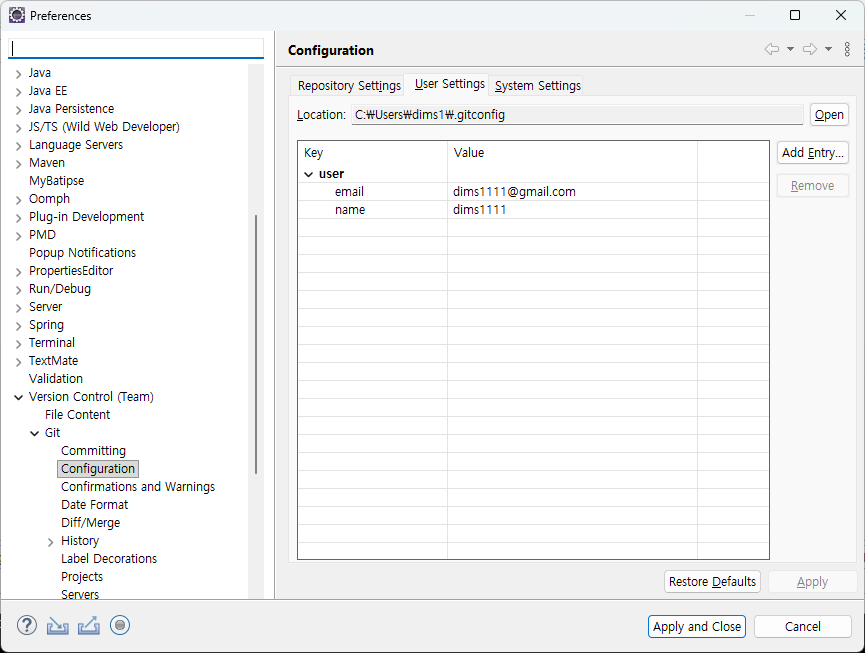 Preferences
Java
Java EE
Java Persistence
JS/TS (Wild Web Developer)
Language Servers
Maven
MyBatipse
Oomph
Plug-in Development
PMD
Popup Notifications
PropertiesEditor
Run/Debug
Server
Spring
Terminal
TextMate
Validation
Version Control (Team)
File Content
Git
Committing
Configuration
Confirmations and Warnings
Date Format
Diff/Merge
History
Label Decorations
Projects
Servers
Configuration
Repository Settings User Settings System Settings
Location: C:₩Users₩dims1₩.gitconfig Open
Key Value
user
email dims1111@gmail.com
name dims1111
Add Entry...
Remove
Restore Defaults Apply
Apply and Close Cancel